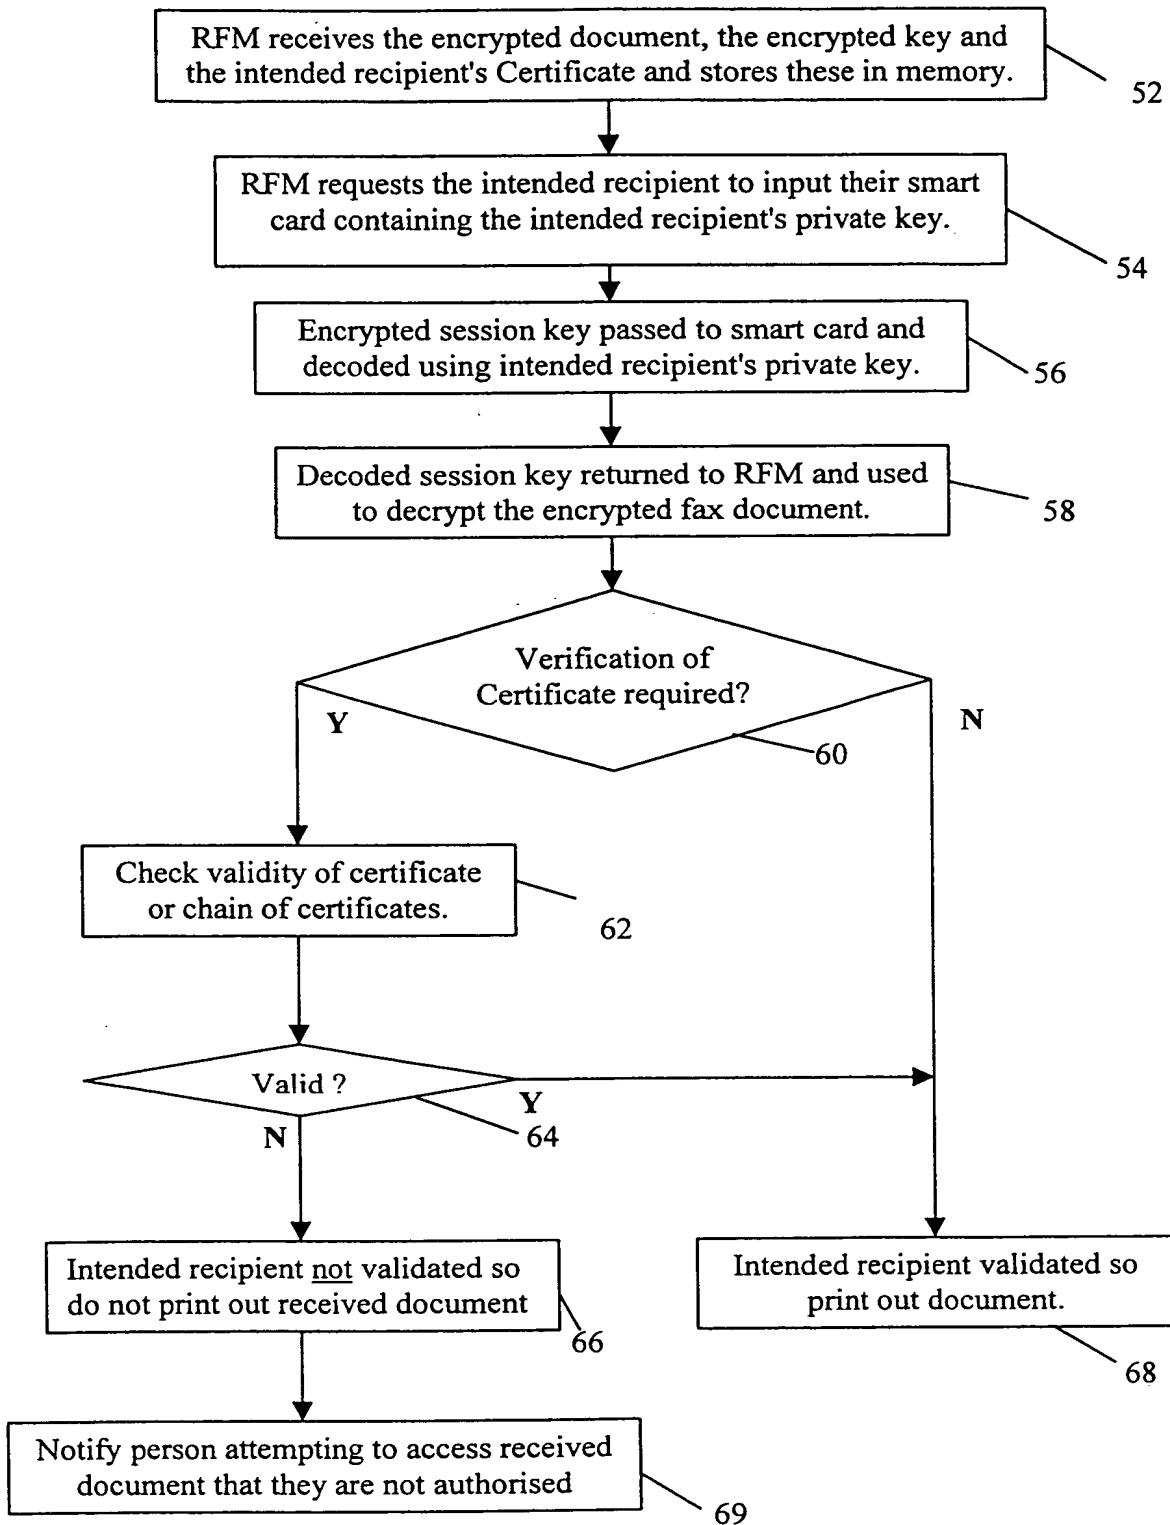 RFM receives the encrypted document, the encrypted key and
the intended recipient's Certificate and stores these in memory.
52
RFM requests the intended recipient to input their smart
card containing the intended recipient's private key.
54
Encrypted session key passed to smart card and
decoded using intended recipient's private key.
56
Decoded session key returned to RFM and used
to decrypt the encrypted fax document.
58
Verification of
Certificate required?
Y
N
60
Check validity of certificate
or chain of certificates.
62
Valid ?
Y
N
64
Intended recipient not validated so
do not print out received document
66
Intended recipient validated so
print out document.
68
Notify person attempting to access received
document that they are not authorised
69